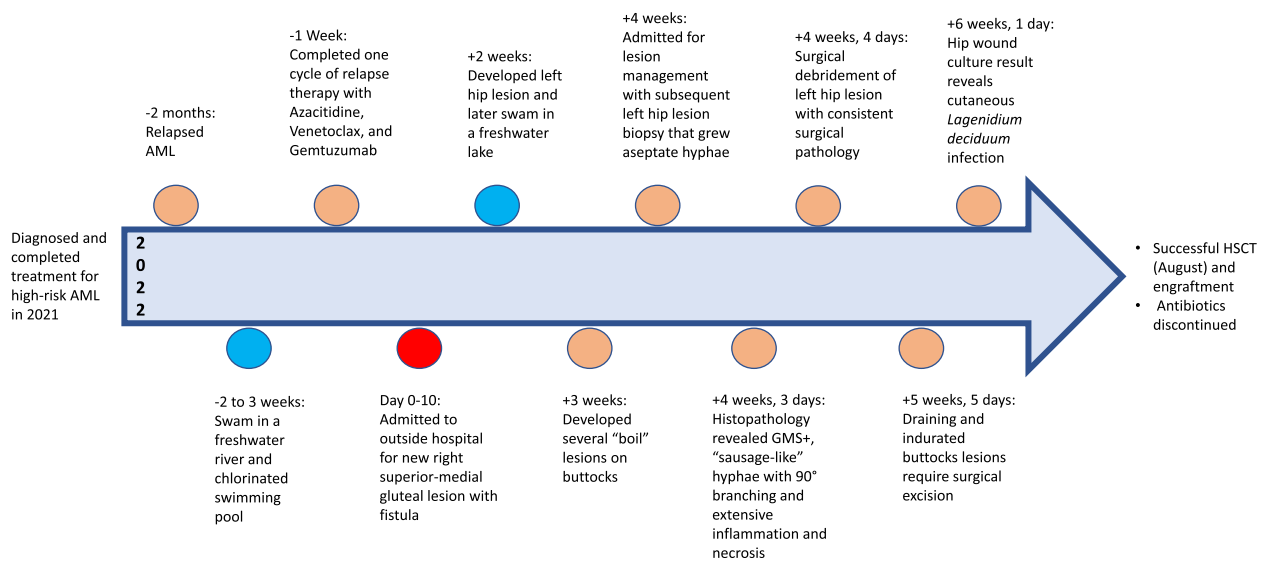 -2 months:
Relapsed
AML
-1 Week:
Completed one
cycle of relapse
therapy with
Azacitidine,
Venetoclax, and
Gemtuzumab
+2 weeks:
Developed left
hip lesion and
later swam in
a freshwater
lake
+4 weeks:
Admitted for
lesion
management
with subsequent
left hip lesion
biopsy that grew
aseptate hyphae
+4 weeks, 4 days:
Surgical
debridement of
left hip lesion
with consistent
surgical
pathology
+6 weeks, 1 day:
Hip wound
culture result
reveals
cutaneous
Lagenidium
deciduum
infection
Diagnosed and
completed
treatment for
high-risk AML
in 2021
2
0
2
2
• Successful HSCT
(August) and
engraftment
• Antibiotics
discontinued
-2 to 3 weeks:
Swam in a
freshwater
river and
chlorinated
swimming
pool
Day 0-10:
Admitted to
outside hospital
for new right
superior-medial
gluteal lesion with
fistula
+3 weeks:
Developed
several “boil”
lesions on
buttocks
+4 weeks, 3 days:
Histopathology
revealed GMS+,
“sausage-like”
hyphae with 90°
branching and
extensive
inflammation and
necrosis
+5 weeks, 5 days:
Draining and
indurated
buttocks lesions
require surgical
excision